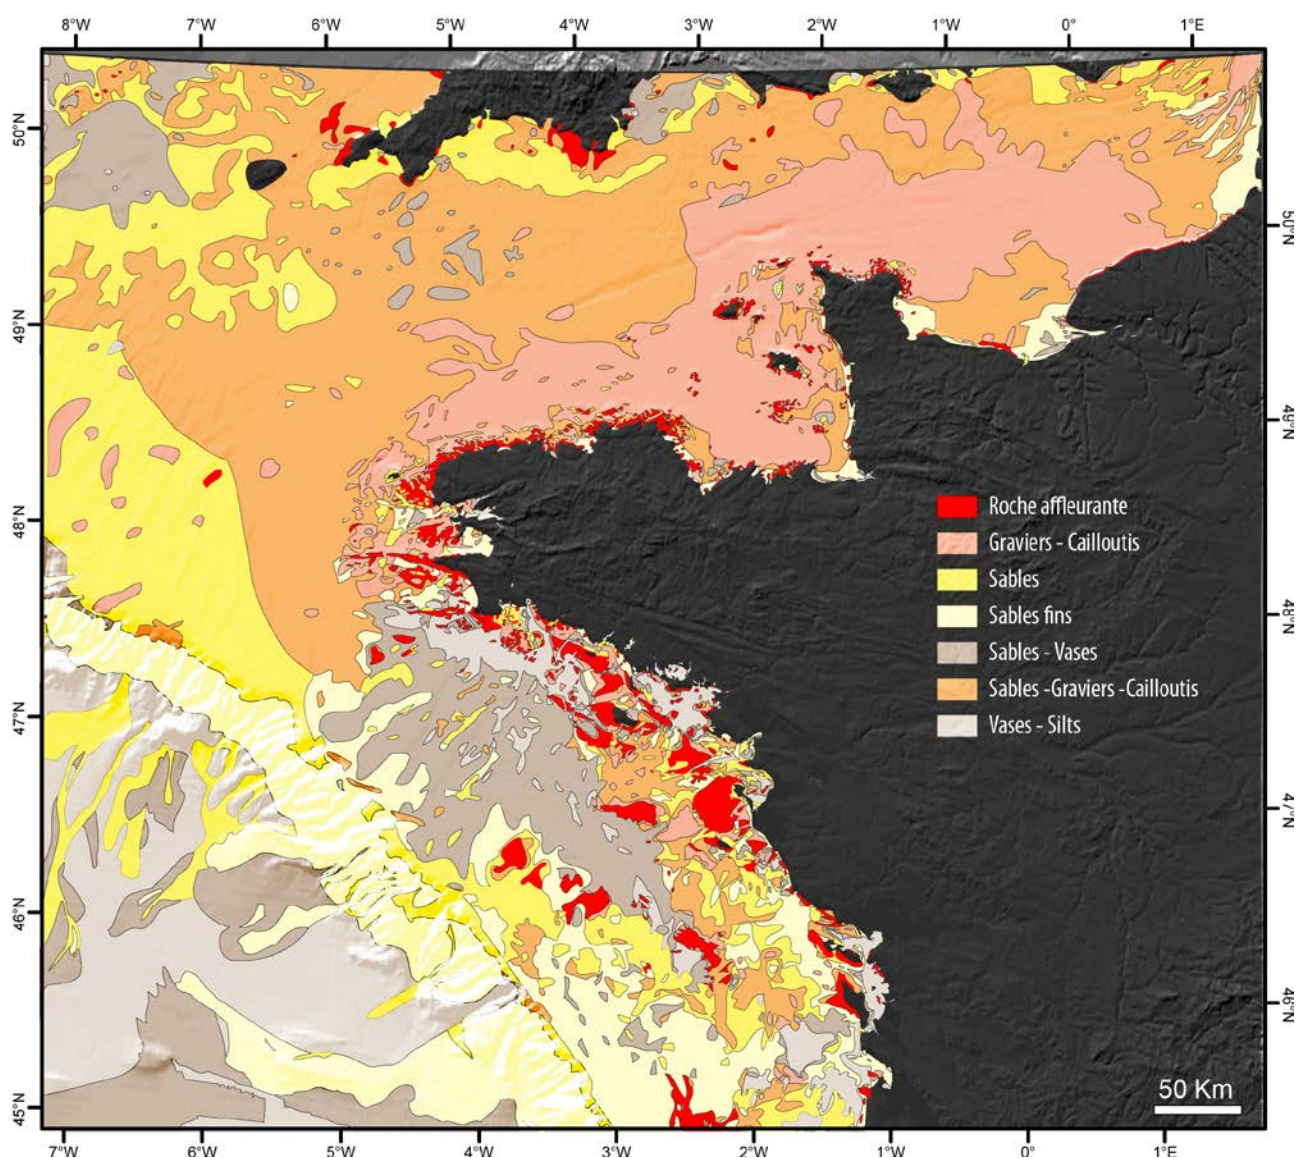 8°W 7°W 6°W 5°W 4°W 3°W 2°W 1°W 0° 1°E
50°N
50°N
49°N
49°N
Roche affleurante
48°N
Graviers - Cailloutis
Sables
Sables fins
48°N
Sables - Vases
Sables -Graviers -Cailloutis
47°N
Vases - Silts
47°N
46°N
46°N
50 Km
45°N
7°W 6°W 5°W 4°W 3°W 2°W 1°W 0° 1°E